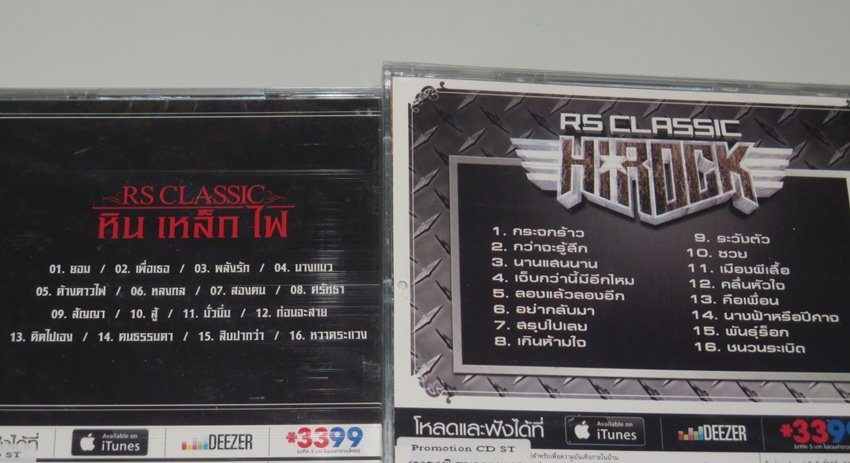 RS CLASSIC
หิน เหล็ก ไฟ
01. ยอม / 02. เพื่อเธอ / 03. พลังรัก / 04. นางแมว
05. ค้างคาวไฟ / 06. หลงกล / 07. สองคน / 08. ศรัทธา
09. สัญญา / 10. สู้ / 11. มั่วนิ่ม / 12. ท่อนอะสาย
13. คิดไปเอง / 14. คนธรรมดา / 15. สิบปากว่า / 16. หวาดระแวง
ฟังได้ที่
Available on
iTunes
DEEZER
*3399
RS CLASSIC
HIROCK
1. กระจกร้าว
2. กว่าจะรู้สึก
3. นานแสนนาน
4. เจ็บกว่านี้มีอีกไหม
5. ลองแล้วลองอีก
6. อย่ากลับมา
7. สรุปไปเลย
8. เกินห้ามใจ
9. ระวังตัว
10. ซวย
11. เมืองผีเสื้อ
12. คลื่นหัวใจ
13. คือเพื่อน
14. นางฟ้าหรือปีศาจ
15. พันธุ์ร็อก
16. ชนวนระเบิด
โหลดและฟังได้ที่
Available on
iTunes
DEEZER
*3399
Promotion CD ST